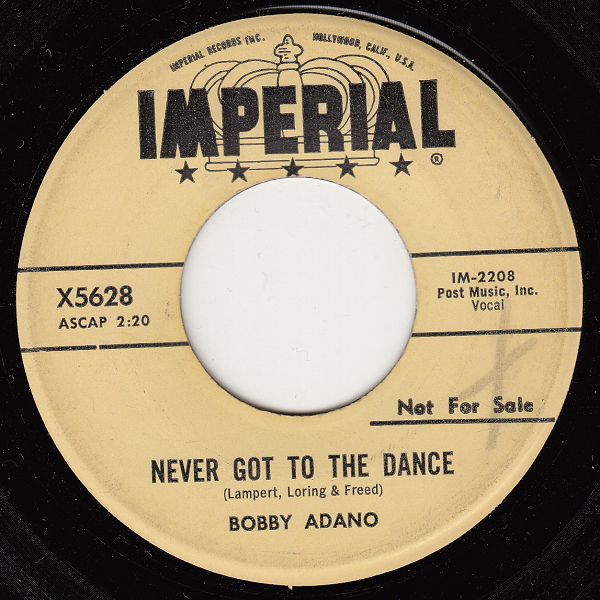 IMPERIAL RECORDS INC. HOLLYWOOD, CALIF., U.S.A.
IMPERIAL
®
X5628
ASCAP 2:20
IM-2208
Post Music, Inc.
Vocal
Not For Sale
NEVER GOT TO THE DANCE
(Lampert, Loring & Freed)
BOBBY ADANO